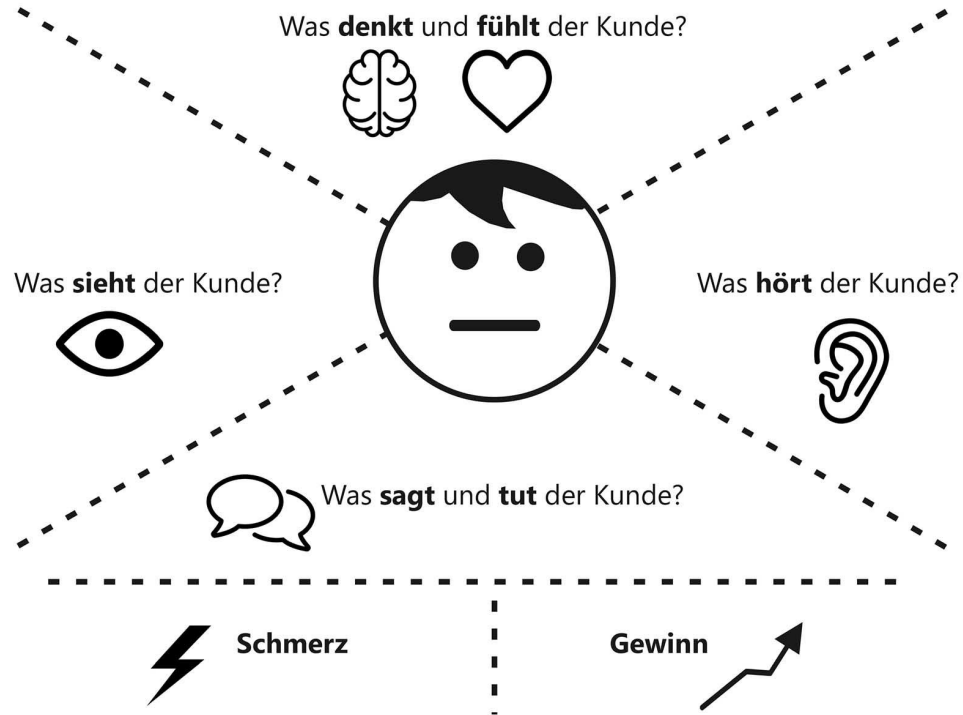 Was denkt und fühlt der Kunde?
Was sieht der Kunde?
Was hört der Kunde?
Was sagt und tut der Kunde?
Schmerz
Gewinn